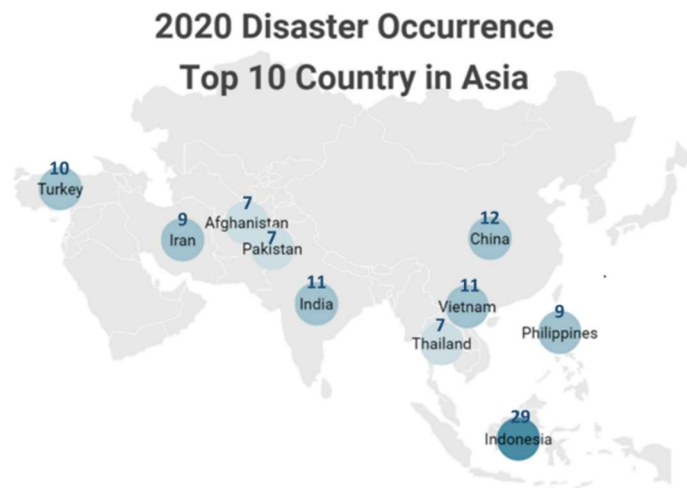 2020 Disaster Occurrence
Top 10 Country in Asia
10
Turkey
7
Afghanistan
9
Iran
7
Pakistan
12
China
11
India
11
Vietnam
9
Philippines
7
Thailand
29
Indonesia